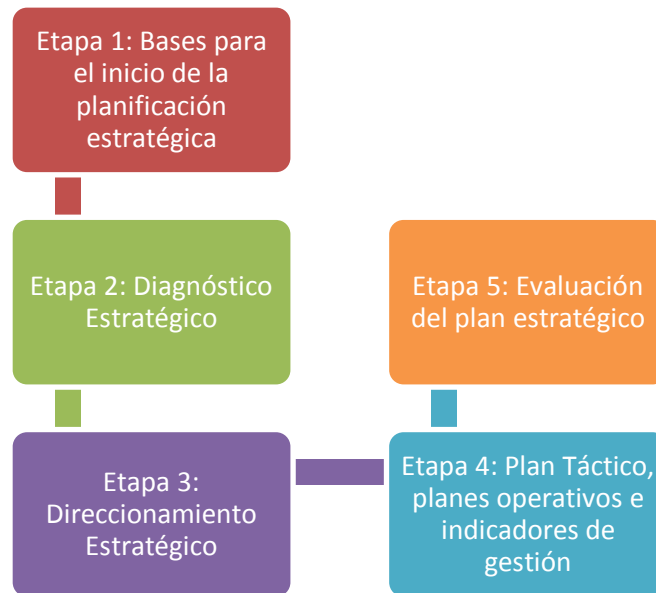 Etapa 1: Bases para
el inicio de la
planificación
estratégica
Etapa 2: Diagnóstico
Estratégico
Etapa 3:
Direccionamiento
Estratégico
Etapa 4: Plan Táctico,
planes operativos e
indicadores de
gestión
Etapa 5: Evaluación
del plan estratégico